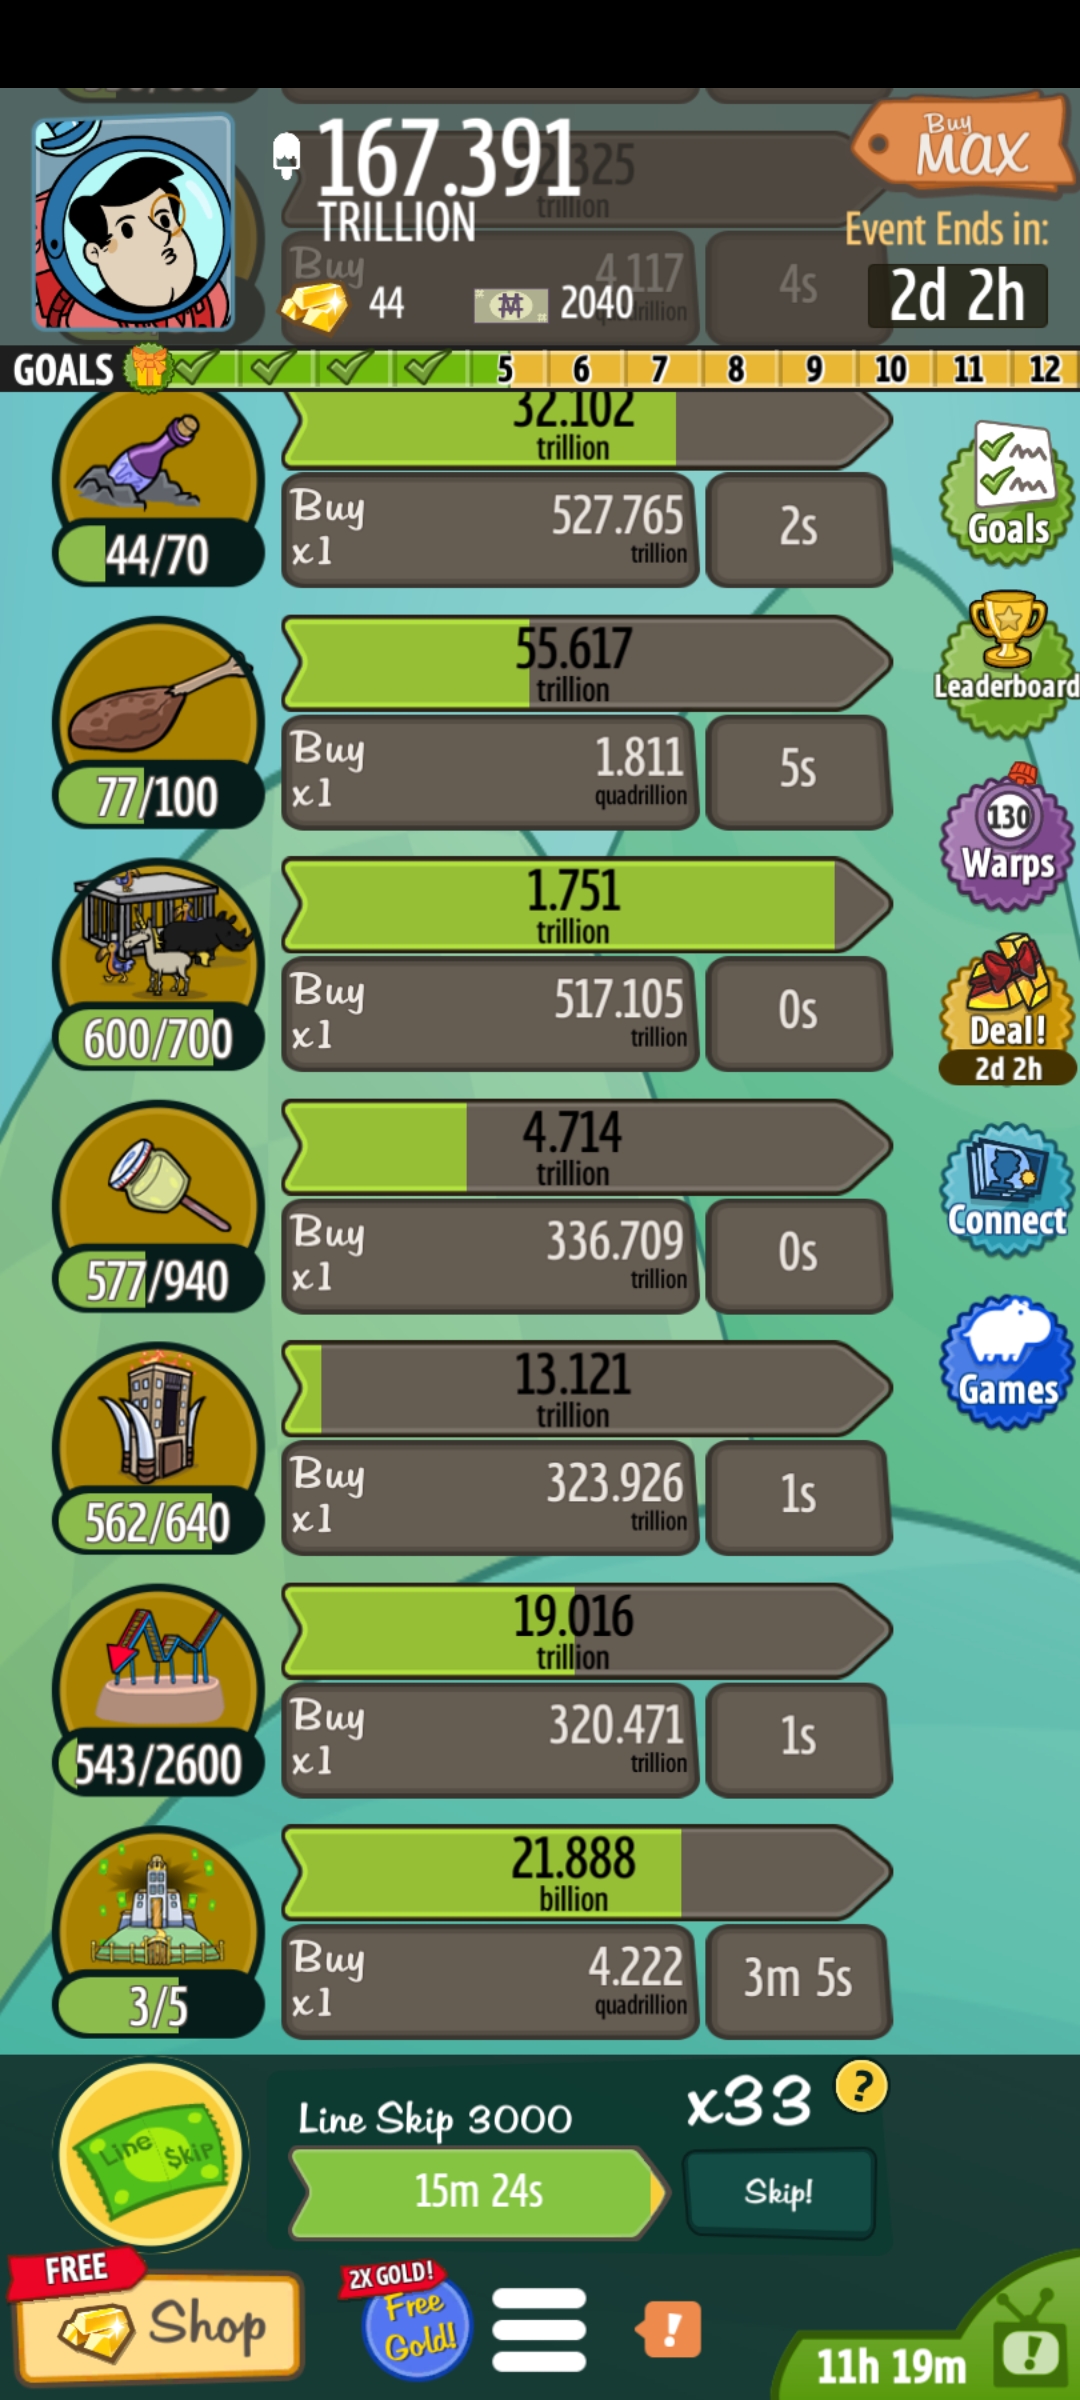 167.391
TRILLION
Buy
MAX
Event Ends in:
2d 2h
44
2040
trillion
Buy
4.117
4s
GOALS
5
6
7
8
9
10
11
12
32.102
trillion
44/70
Buy
x1
527.765
trillion
2s
Goals
55.617
trillion
77/100
Buy
x1
1.811
quadrillion
5s
Leaderboard
130
Warps
1.751
trillion
600/700
Buy
x1
517.105
trillion
0s
Deal!
2d 2h
4.714
trillion
577/940
Buy
x1
336.709
trillion
0s
Connect
13.121
trillion
562/640
Buy
x1
323.926
trillion
1s
Games
19.016
trillion
543/2600
Buy
x1
320.471
trillion
1s
21.888
billion
3/5
Buy
x1
4.222
quadrillion
3m 5s
Line $kip
Line Skip 3000
15m 24s
x33
?
Skip!
FREE
Shop
2X GOLD!
Free
Gold!
!
11h 19m
!